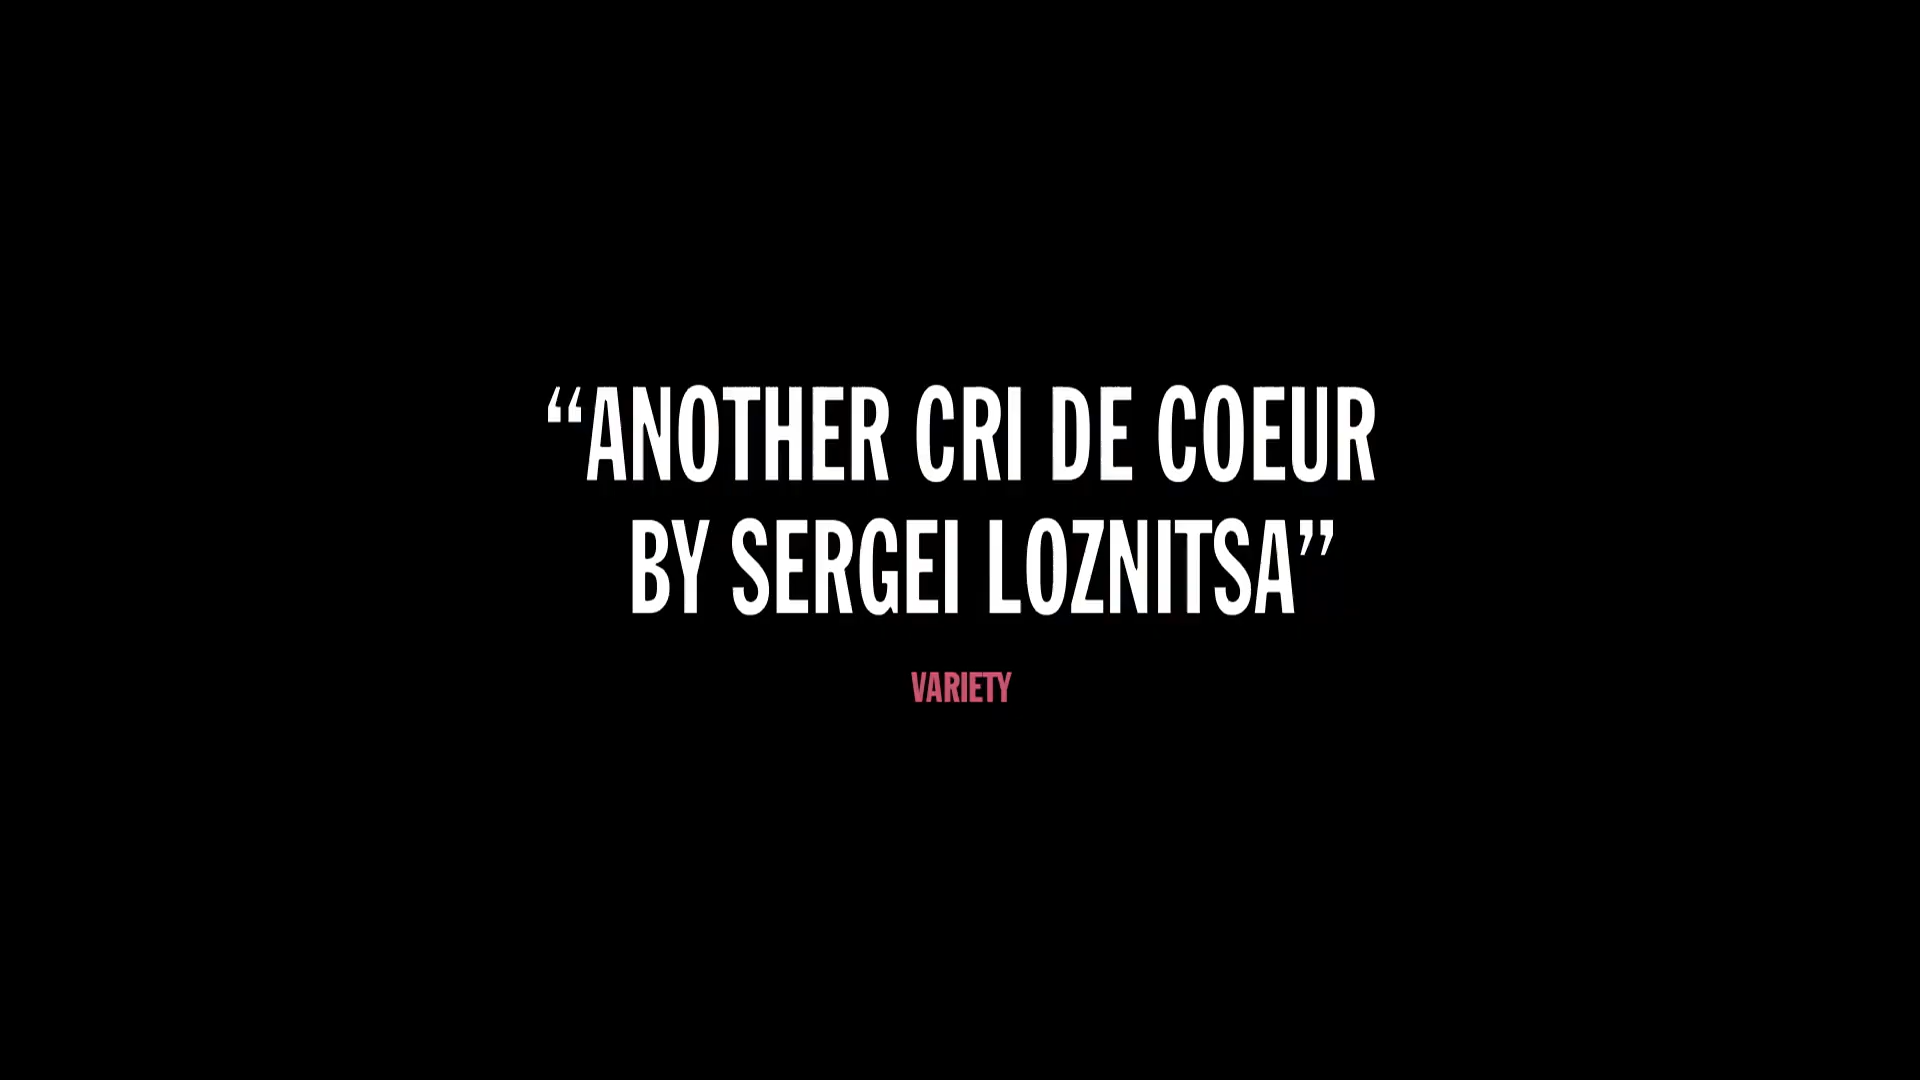 “ANOTHER CRI DE COEUR
BY SERGEI LOZNITSA”
VARIETY